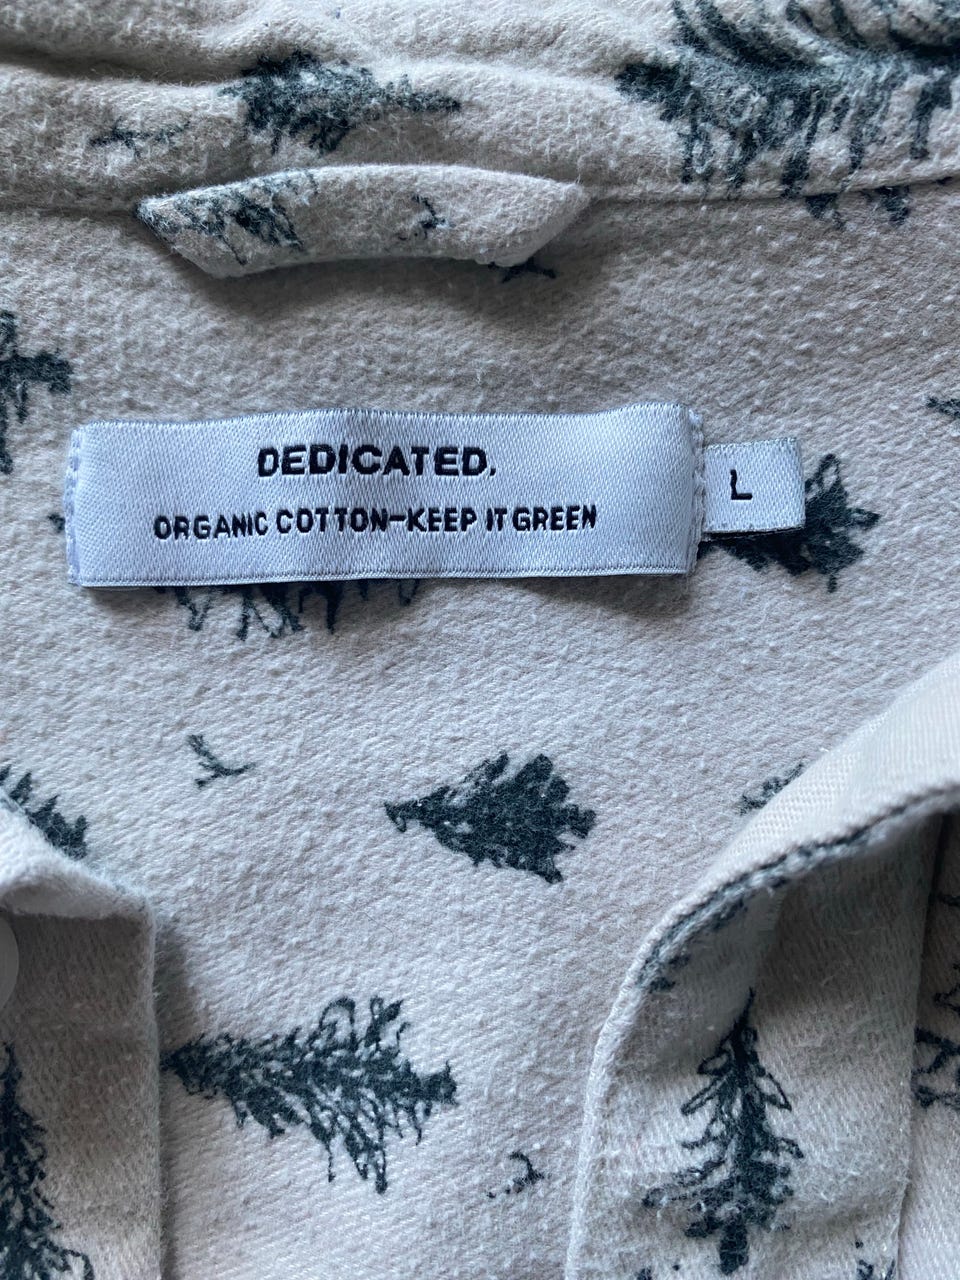 DEDICATED.
ORGANIC COTTON-KEEP IT GREEN
L